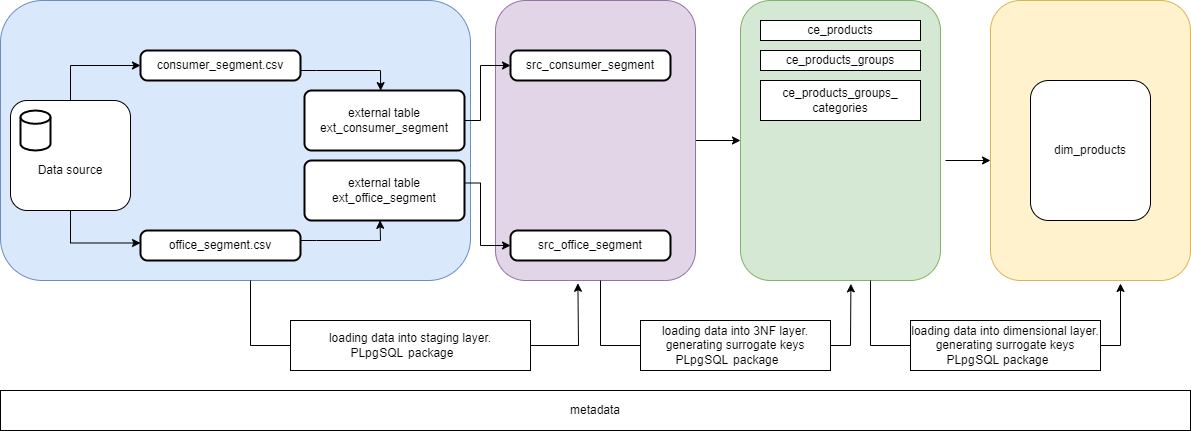 consumer_segment.csv
external table
ext_consumer_segment
Data source
external table
ext_office_segment
office_segment.csv
src_consumer_segment
src_office_segment
ce_products
ce_products_groups
ce_products_groups_
categories
dim_products
loading data into staging layer.
PLpgSQL package
loading data into 3NF layer.
generating surrogate keys
PLpgSQL package
loading data into dimensional layer.
generating surrogate keys
PLpgSQL package
metadata